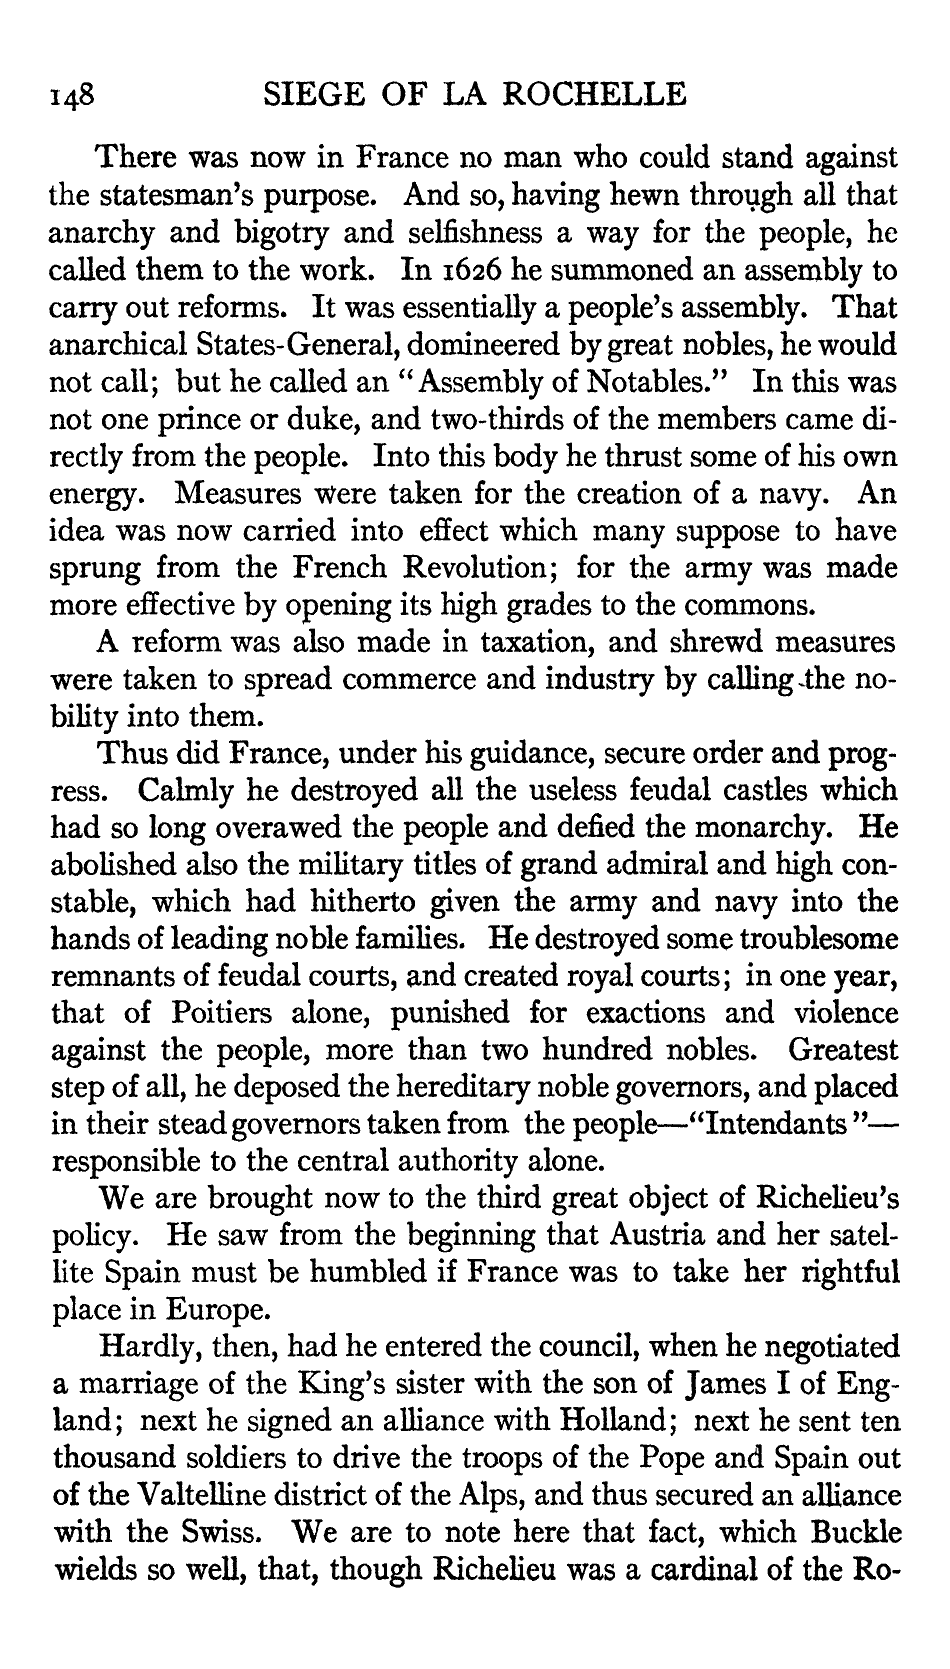 148 SIEGE OF LA ROCHELLE
There was now in France no man who could stand against
the statesman's purpose. And so, having hewn through all that
anarchy and bigotry and selfishness a way for the people, he
called them to the work. In 1626 he summoned an assembly to
carry out reforms. It was essentially a people's assembly. That
anarchical States-General, domineered by great nobles, he would
not call; but he called an "Assembly of Notables." In this was
not one prince or duke, and two-thirds of the members came di-
rectly from the people. Into this body he thrust some of his own
energy. Measures were taken for the creation of a navy. An
idea was now carried into effect which many suppose to have
sprung from the French Revolution; for the army was made
more effective by opening its high grades to the commons.
A reform was also made in taxation, and shrewd measures
were taken to spread commerce and industry by calling the no-
bility into them.
Thus did France, under his guidance, secure order and prog-
ress. Calmly he destroyed all the useless feudal castles which
had so long overawed the people and defied the monarchy. He
abolished also the military titles of grand admiral and high con-
stable, which had hitherto given the army and navy into the
hands of leading noble families. He destroyed some troublesome
remnants of feudal courts, and created royal courts; in one year,
that of Poitiers alone, punished for exactions and violence
against the people, more than two hundred nobles. Greatest
step of all, he deposed the hereditary noble governors, and placed
in their stead governors taken from the people—"Intendants"—
responsible to the central authority alone.
We are brought now to the third great object of Richelieu's
policy. He saw from the beginning that Austria and her satel-
lite Spain must be humbled if France was to take her rightful
place in Europe.
Hardly, then, had he entered the council, when he negotiated
a marriage of the King's sister with the son of James I of Eng-
land; next he signed an alliance with Holland; next he sent ten
thousand soldiers to drive the troops of the Pope and Spain out
of the Valtelline district of the Alps, and thus secured an alliance
with the Swiss. We are to note here that fact, which Buckle
wields so well, that, though Richelieu was a cardinal of the Ro-